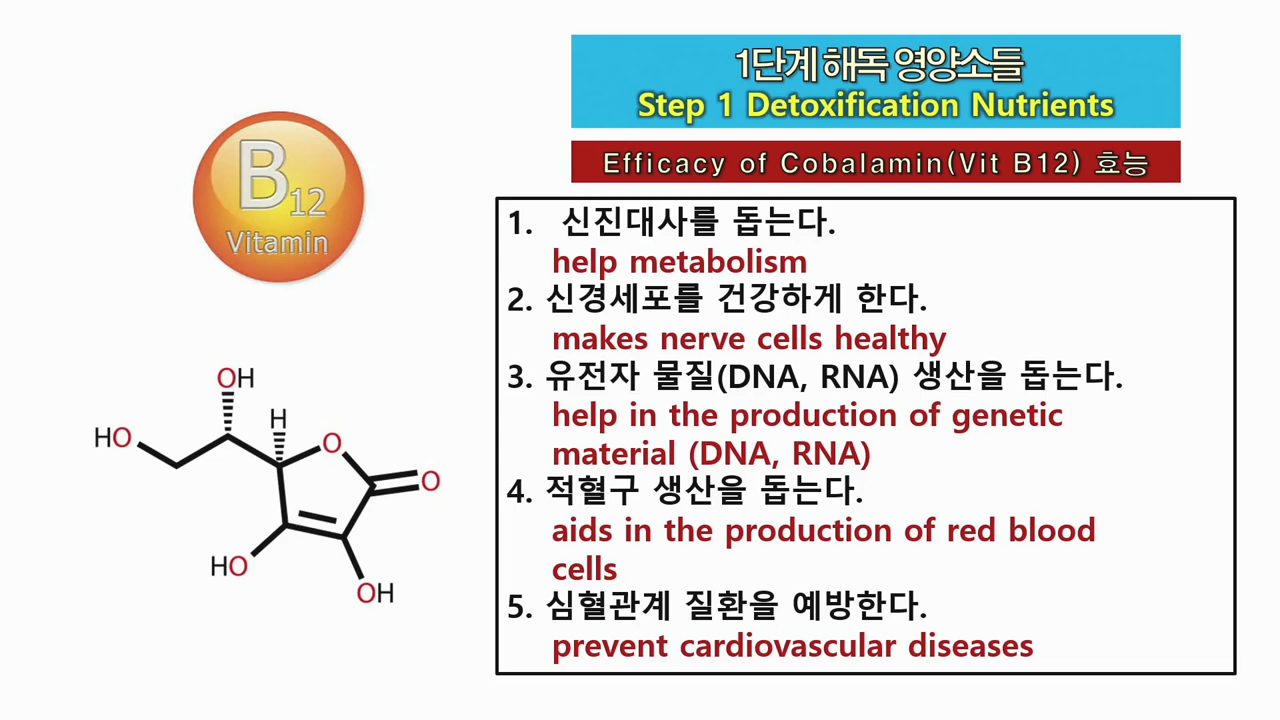 1단계 해독 영양소들
Step 1 Detoxification Nutrients
Efficacy of Cobalamin(Vit B12) 효능
B12
Vitamin
1. 신진대사를 돕는다.
help metabolism
2. 신경세포를 건강하게 한다.
makes nerve cells healthy
3. 유전자 물질(DNA, RNA) 생산을 돕는다.
help in the production of genetic
material (DNA, RNA)
4. 적혈구 생산을 돕는다.
aids in the production of red blood
cells
5. 심혈관계 질환을 예방한다.
prevent cardiovascular diseases
OH
H
HO
O
O
HO
OH